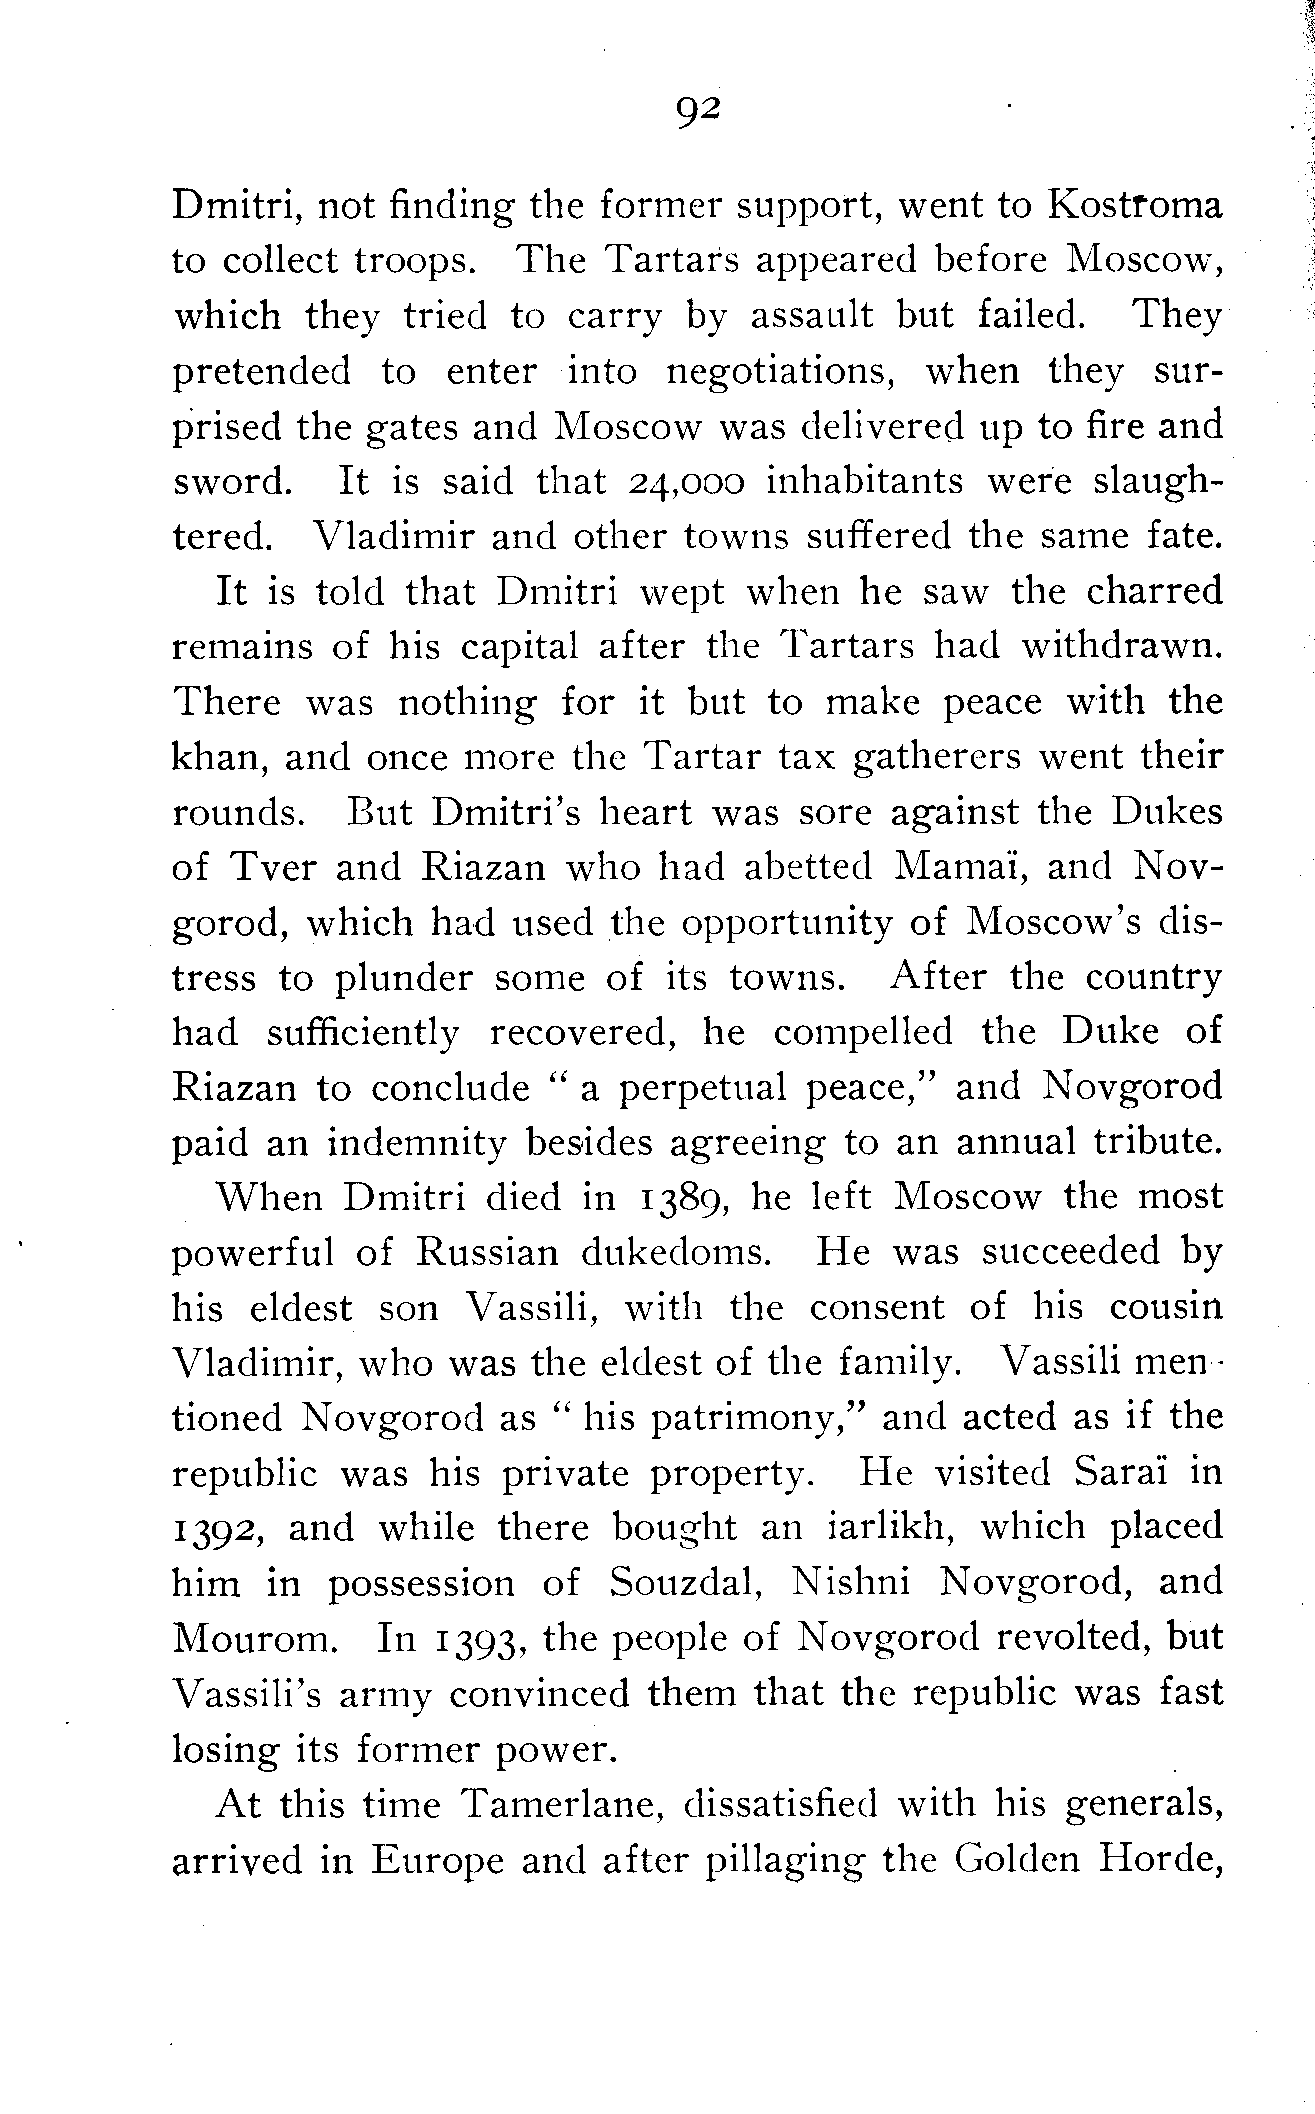 92
Dmitri, not finding the former support, went to Kostroma
to collect troops. The Tartars appeared before Moscow,
which they tried to carry by assault but failed. They
pretended to enter into negotiations, when they sur-
prised the gates and Moscow was delivered up to fire and
sword. It is said that 24,000 inhabitants were slaugh-
tered. Vladimir and other towns suffered the same fate.
It is told that Dmitri wept when he saw the charred
remains of his capital after the Tartars had withdrawn.
There was nothing for it but to make peace with the
khan, and once more the Tartar tax gatherers went their
rounds. But Dmitri's heart was sore against the Dukes
of Tver and Riazan who had abetted Mamaï, and Nov-
gorod, which had used the opportunity of Moscow's dis-
tress to plunder some of its towns. After the country
had sufficiently recovered, he compelled the Duke of
Riazan to conclude “ a perpetual peace,” and Novgorod
paid an indemnity besides agreeing to an annual tribute.
When Dmitri died in 1389, he left Moscow the most
powerful of Russian dukedoms. He was succeeded by
his eldest son Vassili, with the consent of his cousin
Vladimir, who was the eldest of the family. Vassili men-
tioned Novgorod as “ his patrimony,” and acted as if the
republic was his private property. He visited Saraï in
1392, and while there bought an iarlikh, which placed
him in possession of Souzdal, Nishni Novgorod, and
Mourom. In 1393, the people of Novgorod revolted, but
Vassili's army convinced them that the republic was fast
losing its former power.
At this time Tamerlane, dissatisfied with his generals,
arrived in Europe and after pillaging the Golden Horde,